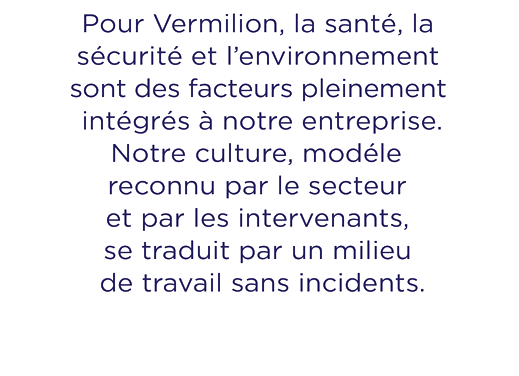 Pour Vermilion, la santé, la
sécurité et l’environnement
sont des facteurs pleinement
intégrés à notre entreprise.
Notre culture, modéle
reconnu par le secteur
et par les intervenants,
se traduit par un milieu
de travail sans incidents.